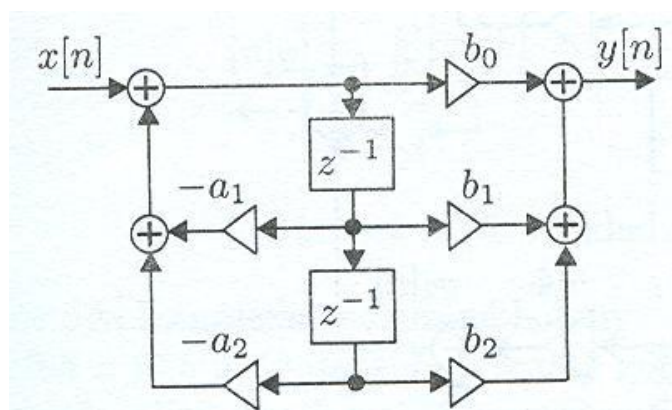 x[n] b₀ y[n]
z⁻¹
−a₁ b₁
z⁻¹
−a₂ b₂